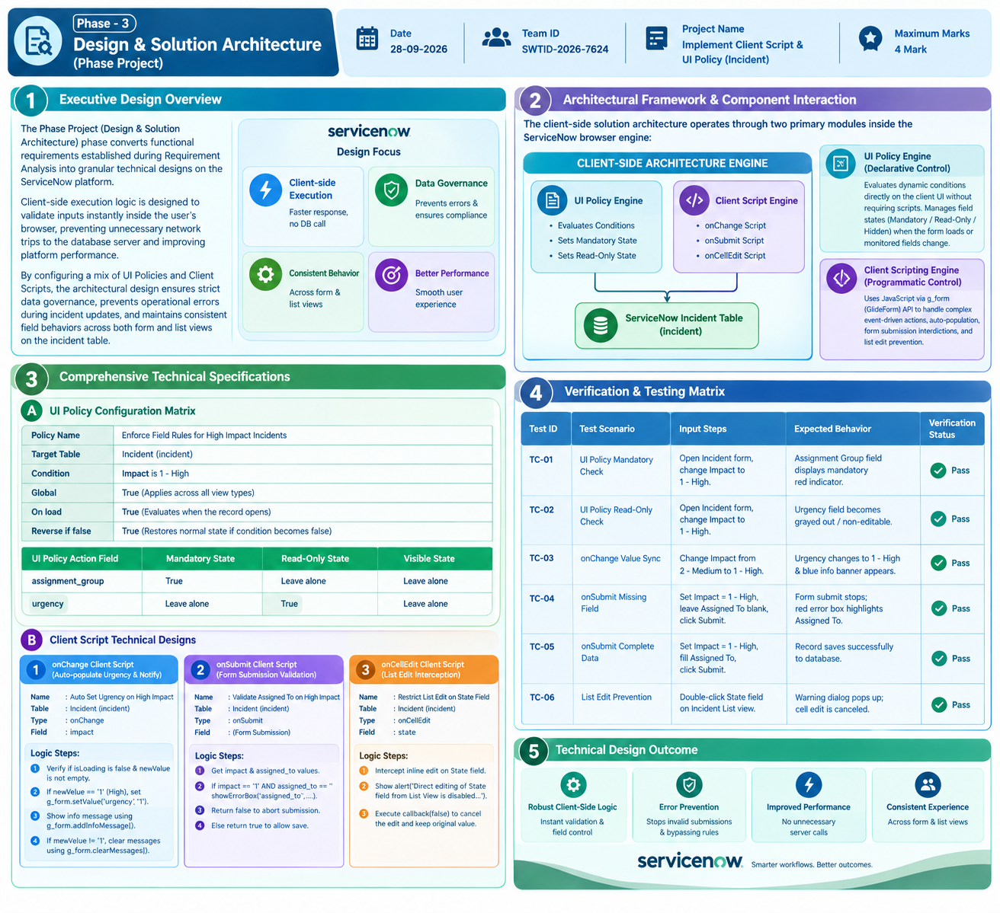 Phase - 3
Design & Solution Architecture
(Phase Project)
Date
28-09-2026
Team ID
SWTID-2026-7624
Project Name
Implement Client Script &
UI Policy (Incident)
Maximum Marks
4 Mark
1
Executive Design Overview
The Phase Project (Design & Solution
Architecture) phase converts functional
requirements established during Requirement
Analysis into granular technical designs on the
ServiceNow platform.
Client-side execution logic is designed to
validate inputs instantly inside the user's
browser, preventing unnecessary network
trips to the database server and improving
platform performance.
By configuring a mix of UI Policies and Client
Scripts, the architectural design ensures strict
data governance, prevents operational errors
during incident updates, and maintains consistent
field behaviors across both form and list views
on the incident table.
servicenow
Design Focus
Client-side
Execution
Faster response,
no DB call
Data Governance
Prevents errors &
ensures compliance
Consistent Behavior
Across form &
list views
Better Performance
Smooth user
experience
2
Architectural Framework & Component Interaction
The client-side solution architecture operates through two primary modules inside the
ServiceNow browser engine:
CLIENT-SIDE ARCHITECTURE ENGINE
UI Policy Engine
• Evaluates Conditions
• Sets Mandatory State
• Sets Read-Only State
Client Script Engine
• onChange Script
• onSubmit Script
• onCellEdit Script
ServiceNow Incident Table
(incident)
UI Policy Engine
(Declarative Control)
Evaluates dynamic conditions
directly on the client UI without
requiring scripts. Manages field
states (Mandatory / Read-Only /
Hidden) when the form loads or
monitored fields change.
Client Scripting Engine
(Programmatic Control)
Uses JavaScript via g_form
(GlideForm) API to handle complex
event-driven actions, auto-population,
form submission interdictions, and
list edit prevention.
3
Comprehensive Technical Specifications
A
UI Policy Configuration Matrix
Policy Name Enforce Field Rules for High Impact Incidents
Target Table Incident (incident)
Condition Impact is 1 - High
Global True (Applies across all view types)
On load True (Evaluates when the record opens)
Reverse if false True (Restores normal state if condition becomes false)
UI Policy Action Field Mandatory State Read-Only State Visible State
assignment_group True Leave alone Leave alone
urgency Leave alone True Leave alone
B
Client Script Technical Designs
1
onChange Client Script
(Auto-populate Urgency & Notify)
Name : Auto Set Ugrency on High Impact
Table : Incident (incident)
Type : onChange
Field : impact
Logic Steps:
1 Verify if isLoading is false & newValue
is not empty.
2 If newVelue == '1' (High), set
g_form.setValue('urgency', '1').
3 Show info message using
g_form.addInfoMessage().
4 If mewVelue != '1', clear messages
using g_form.clearMessages().
2
onSubmit Client Script
(Form Submission Validation)
Name : Validate Assigned To on High Impact
Table : Incident (incident)
Type : onSubmit
Field : (Form Submission)
Logic Steps:
1 Get impact & assigned_to values.
2 If impact == '1' AND assigned_to == ''
showErrorBox('assigned_to',....).
3 Return false to abort submission.
4 Else return true to allow save.
3
onCellEdit Client Script
(List Edit Interception)
Name : Restrict List Edit on State Field
Table : Incident (incident)
Type : onCellEdit
Field : state
Logic Steps:
1 Intercept inline edit on State field.
2 Show alert('Direct editing of State
field from List View is disabled...').
3 Execute callback(false) to cancel
the edit and keep original value.
4
Verification & Testing Matrix
Test ID Test Scenario Input Steps Expected Behavior Verification
Status
TC-01 UI Policy Mandatory
Check
Open Incident form,
change Impact to
1 - High.
Assignment Group field
displays mandatory
red indicator.
Pass
TC-02 UI Policy Read-Only
Check
Open Incident form,
change Impact to
1 - High.
Urgency field becomes
grayed out / non-editable.
Pass
TC-03 onChange Value Sync
Change Impact from
2 - Medium to 1 - High.
Urgency changes to 1 - High
& blue info banner appears.
Pass
TC-04 onSubmit Missing
Field
Set Impact = 1 - High,
leave Assigned To blank,
click Submit.
Form submit stops;
red error box highlights
Assigned To.
Pass
TC-05 onSubmit Complete
Data
Set Impact = 1 - High,
fill Assigned To,
click Submit.
Record saves successfully
to database.
Pass
TC-06 List Edit Prevention
Double-click State field
on Incident List view.
Warning dialog pops up;
cell edit is canceled.
Pass
5
Technical Design Outcome
Robust Client-Side Logic
Instant validation &
field control
Error Prevention
Stops invalid submissions
& bypassing rules
Improved Performance
No unnecessary
server calls
Consistent Experience
Across form & list views
servicenow Smarter workflows. Better outcomes.